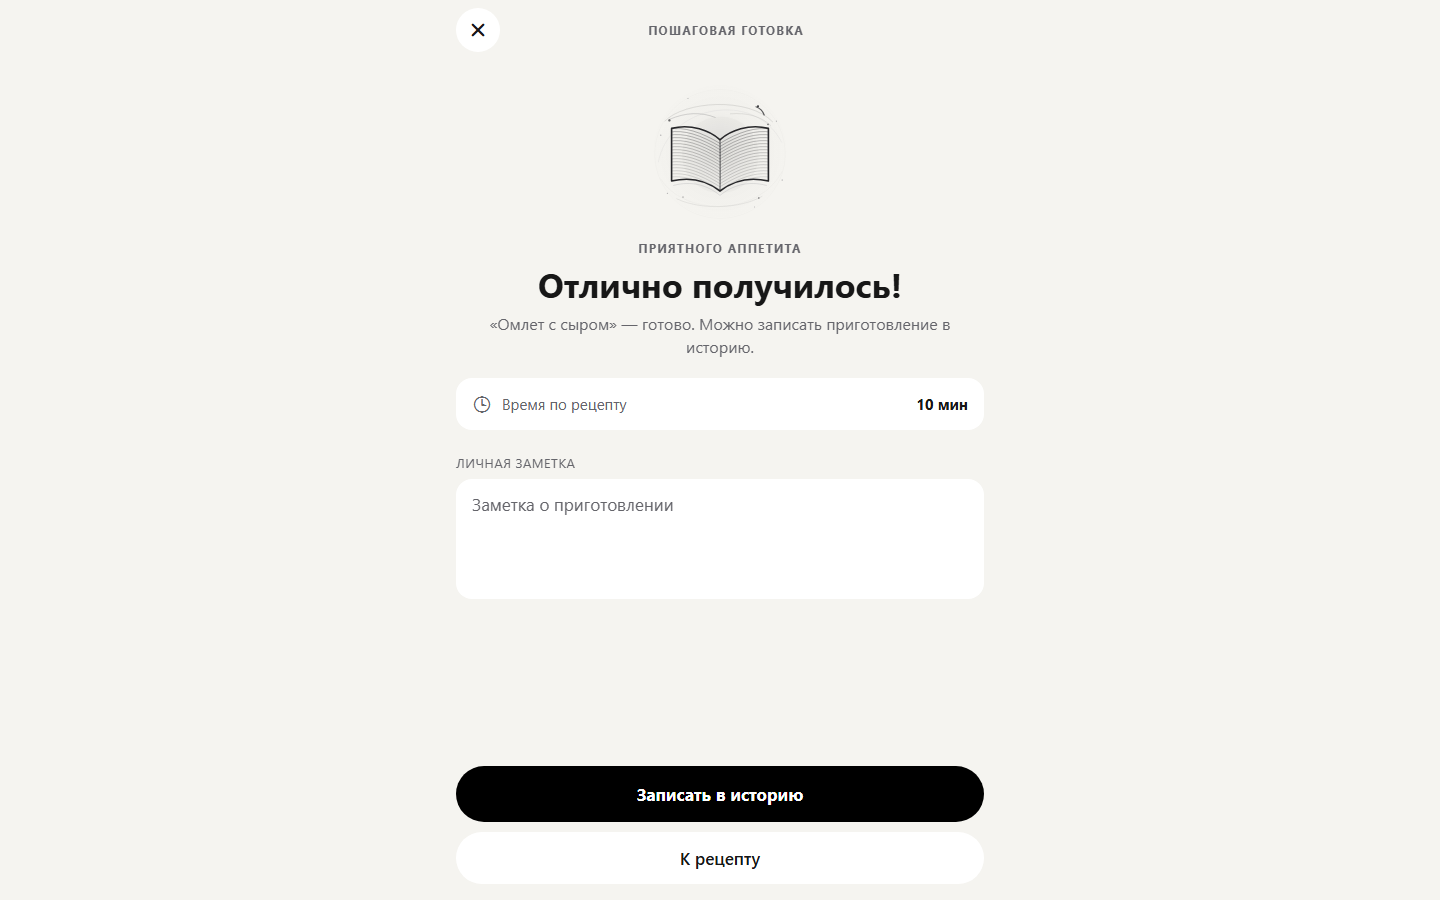 ПОШАГОВАЯ ГОТОВКА
ПРИЯТНОГО АППЕТИТА
Отлично получилось!
«Омлет с сыром» — готово. Можно записать приготовление в
историю.
Время по рецепту 10 мин
ЛИЧНАЯ ЗАМЕТКА
Заметка о приготовлении
Записать в историю
К рецепту